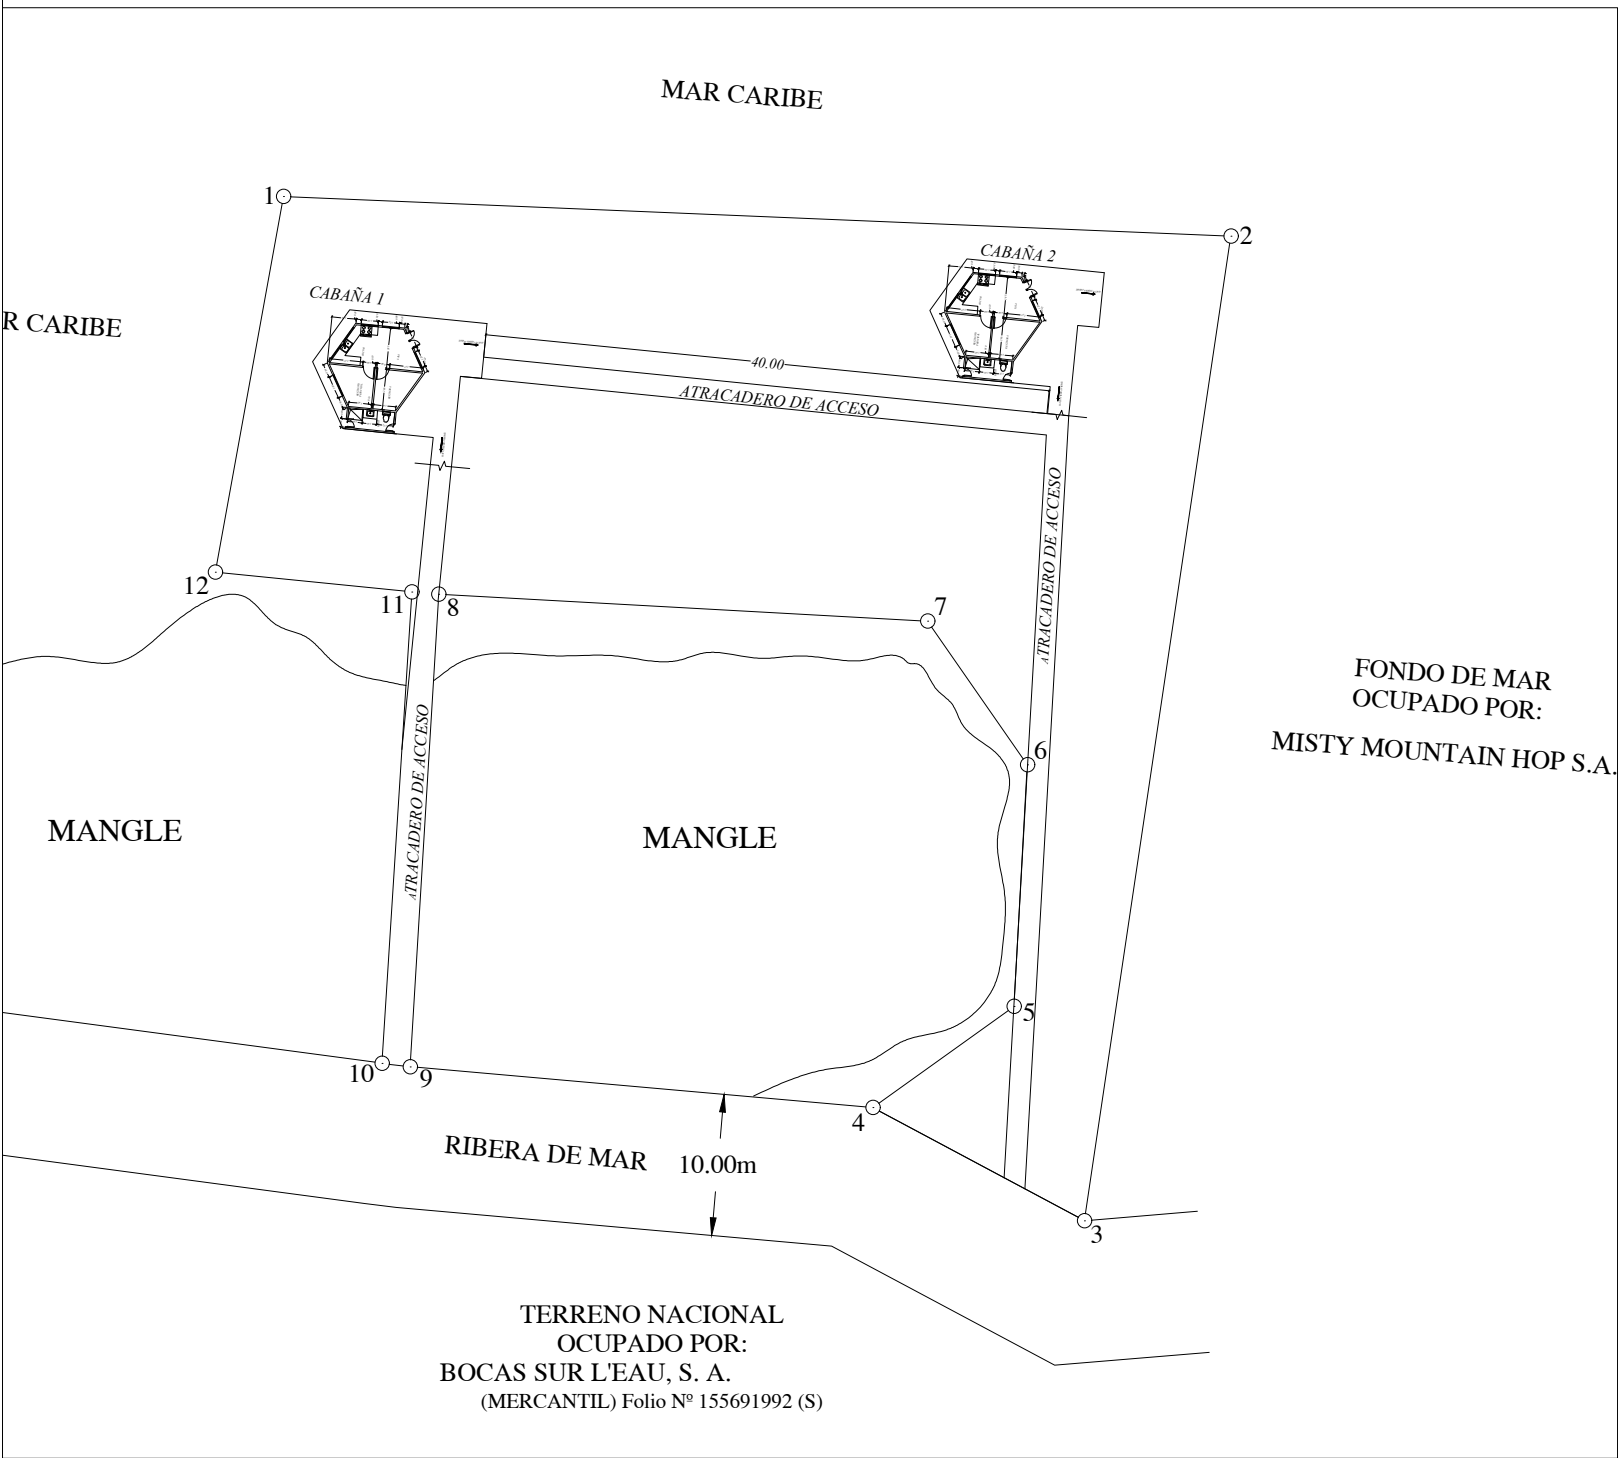 MAR CARIBE
1
2
CABAÑA 2
CABAÑA 1
R CARIBE
40.00
ATRACADERO DE ACCESO
ATRACADERO DE ACCESO
12
11
8
7
6
FONDO DE MAR
OCUPADO POR:
MISTY MOUNTAIN HOP S.A.
ATRACADERO DE ACCESO
MANGLE
MANGLE
5
10
9
4
RIBERA DE MAR
10.00m
3
TERRENO NACIONAL
OCUPADO POR:
BOCAS SUR L'EAU, S. A.
(MERCANTIL) Folio Nº 155691992 (S)